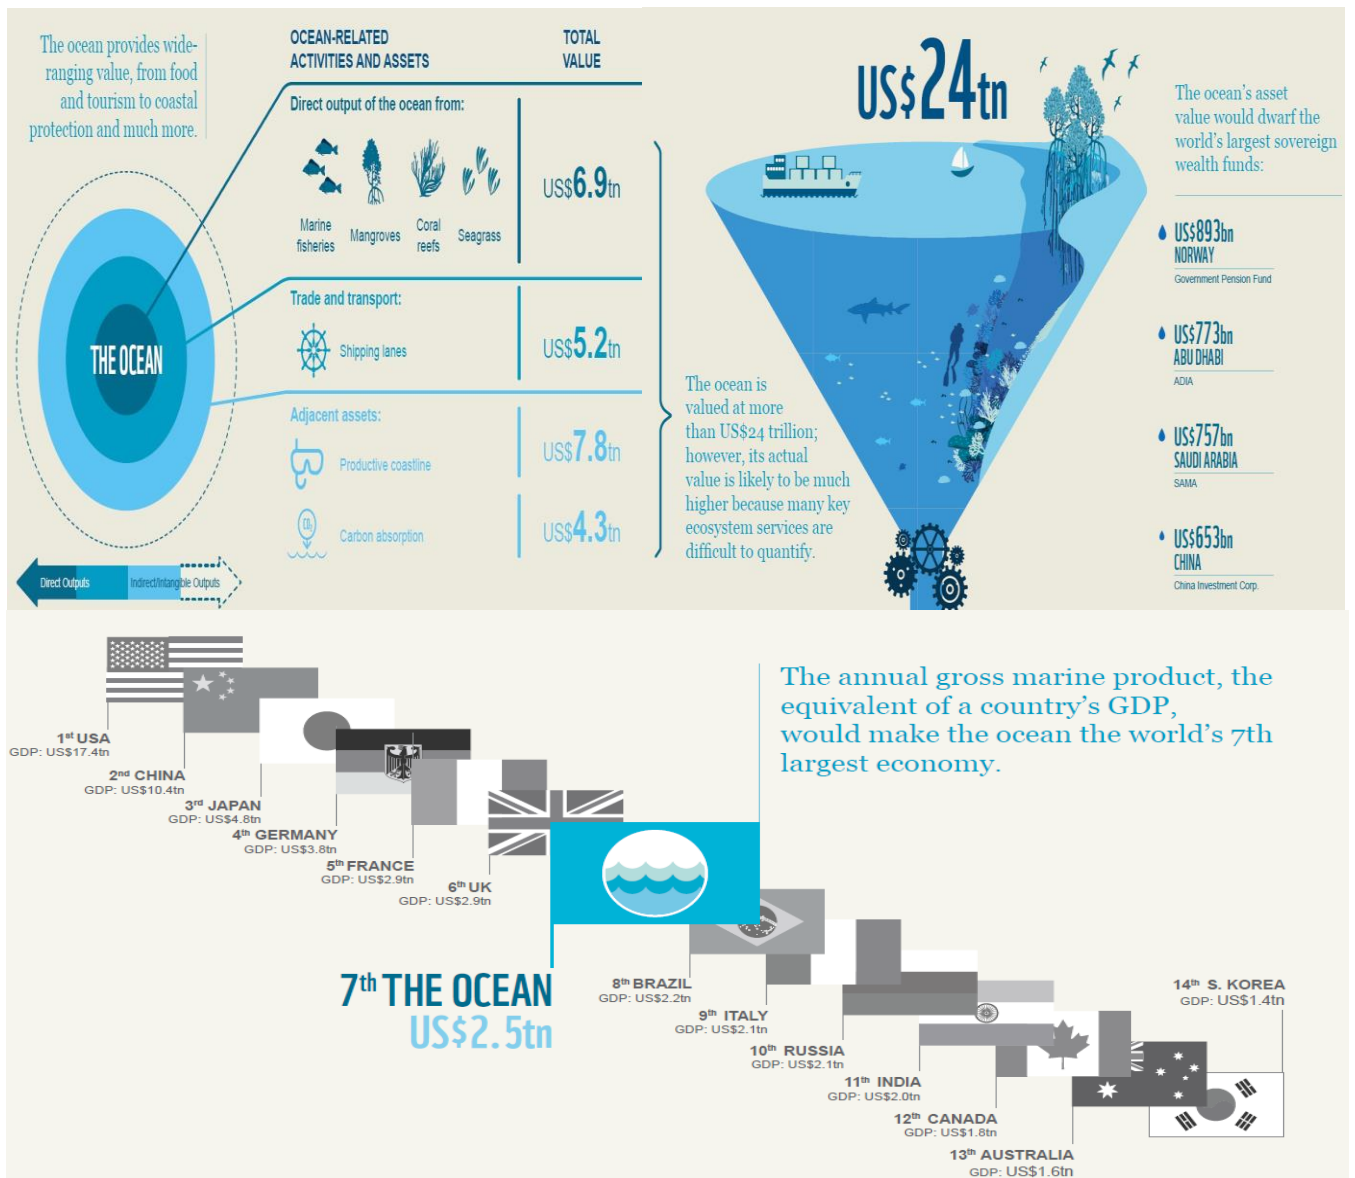 The ocean provides wide-
ranging value, from food
and tourism to coastal
protection and much more.
OCEAN-RELATED
ACTIVITIES AND ASSETS
TOTAL
VALUE
Direct output of the ocean from:
Marine
fisheries
Mangroves
Coral
reefs
Seagrass
US$6.9tn
Trade and transport:
Shipping lanes
US$5.2tn
Adjacent assets:
Productive coastline
US$7.8tn
CO2
Carbon absorption
US$4.3tn
THE OCEAN
Direct Outputs
Indirect/Intangible Outputs
The ocean is
valued at more
than US$24 trillion;
however, its actual
value is likely to be much
higher because many key
ecosystem services are
difficult to quantify.
US$24tn
The ocean's asset
value would dwarf the
world's largest sovereign
wealth funds:
US$893bn
NORWAY
Government Pension Fund
US$773bn
ABU DHABI
ADIA
US$757bn
SAUDI ARABIA
SAMA
US$653bn
CHINA
China Investment Corp.
The annual gross marine product, the
equivalent of a country's GDP,
would make the ocean the world's 7th
largest economy.
1st USA
GDP: US$17.4tn
2nd CHINA
GDP: US$10.4tn
3rd JAPAN
GDP: US$4.8tn
4th GERMANY
GDP: US$3.8tn
5th FRANCE
GDP: US$2.9tn
6th UK
GDP: US$2.9tn
7th THE OCEAN
US$2.5tn
8th BRAZIL
GDP: US$2.2tn
9th ITALY
GDP: US$2.1tn
10th RUSSIA
GDP: US$2.1tn
11th INDIA
GDP: US$2.0tn
12th CANADA
GDP: US$1.8tn
13th AUSTRALIA
GDP: US$1.6tn
14th S. KOREA
GDP: US$1.4tn